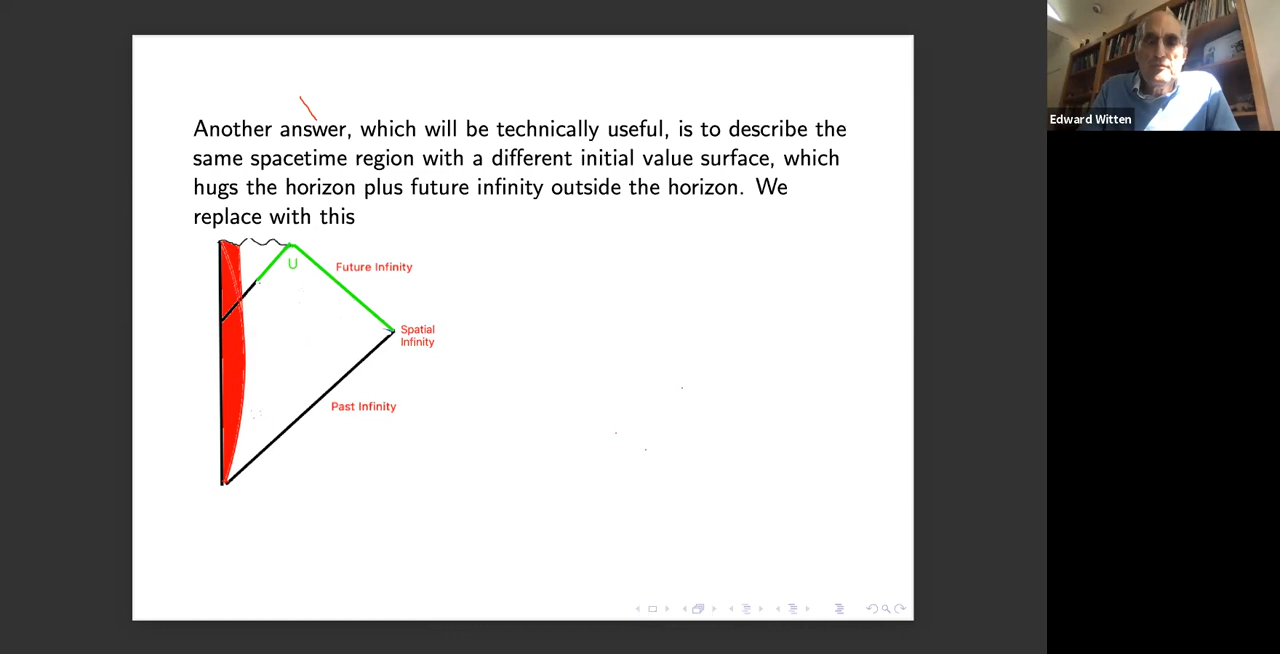 Another answer, which will be technically useful, is to describe the
same spacetime region with a different initial value surface, which
hugs the horizon plus future infinity outside the horizon. We
replace with this
U
Future Infinity
Spatial
Infinity
Past Infinity
Edward Witten